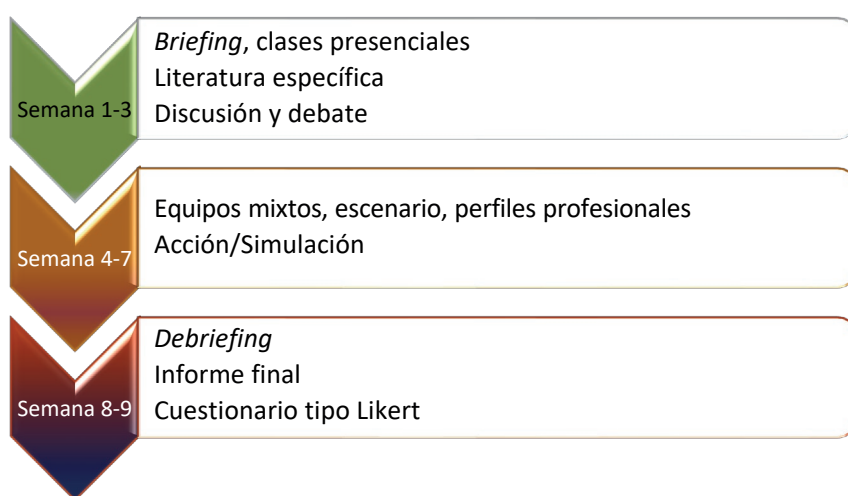 Briefing, clases presenciales
Literatura específica
Semana 1-3
Discusión y debate
Equipos mixtos, escenario, perfiles profesionales
Acción/Simulación
Semana 4-7
Debriefing
Informe final
Semana 8-9
Cuestionario tipo Likert